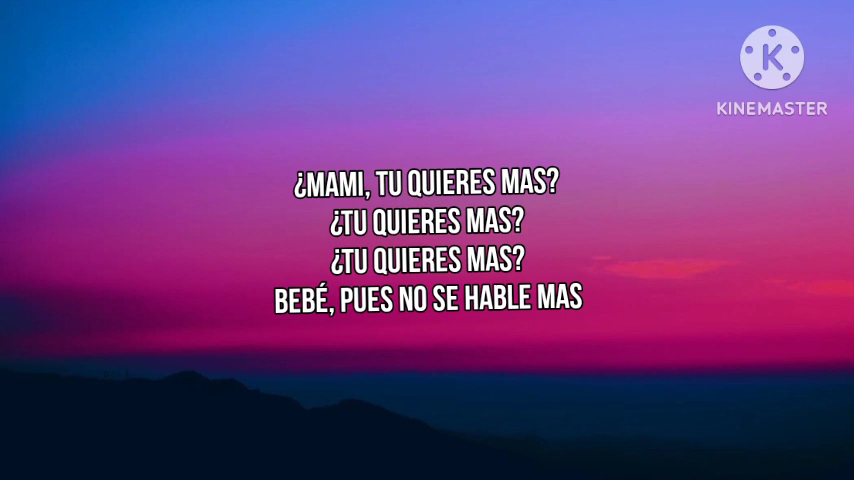 KINEMASTER
¿MAMI, TU QUIERES MAS?
¿TU QUIERES MAS?
¿TU QUIERES MAS?
BEBÉ, PUES NO SE HABLE MAS